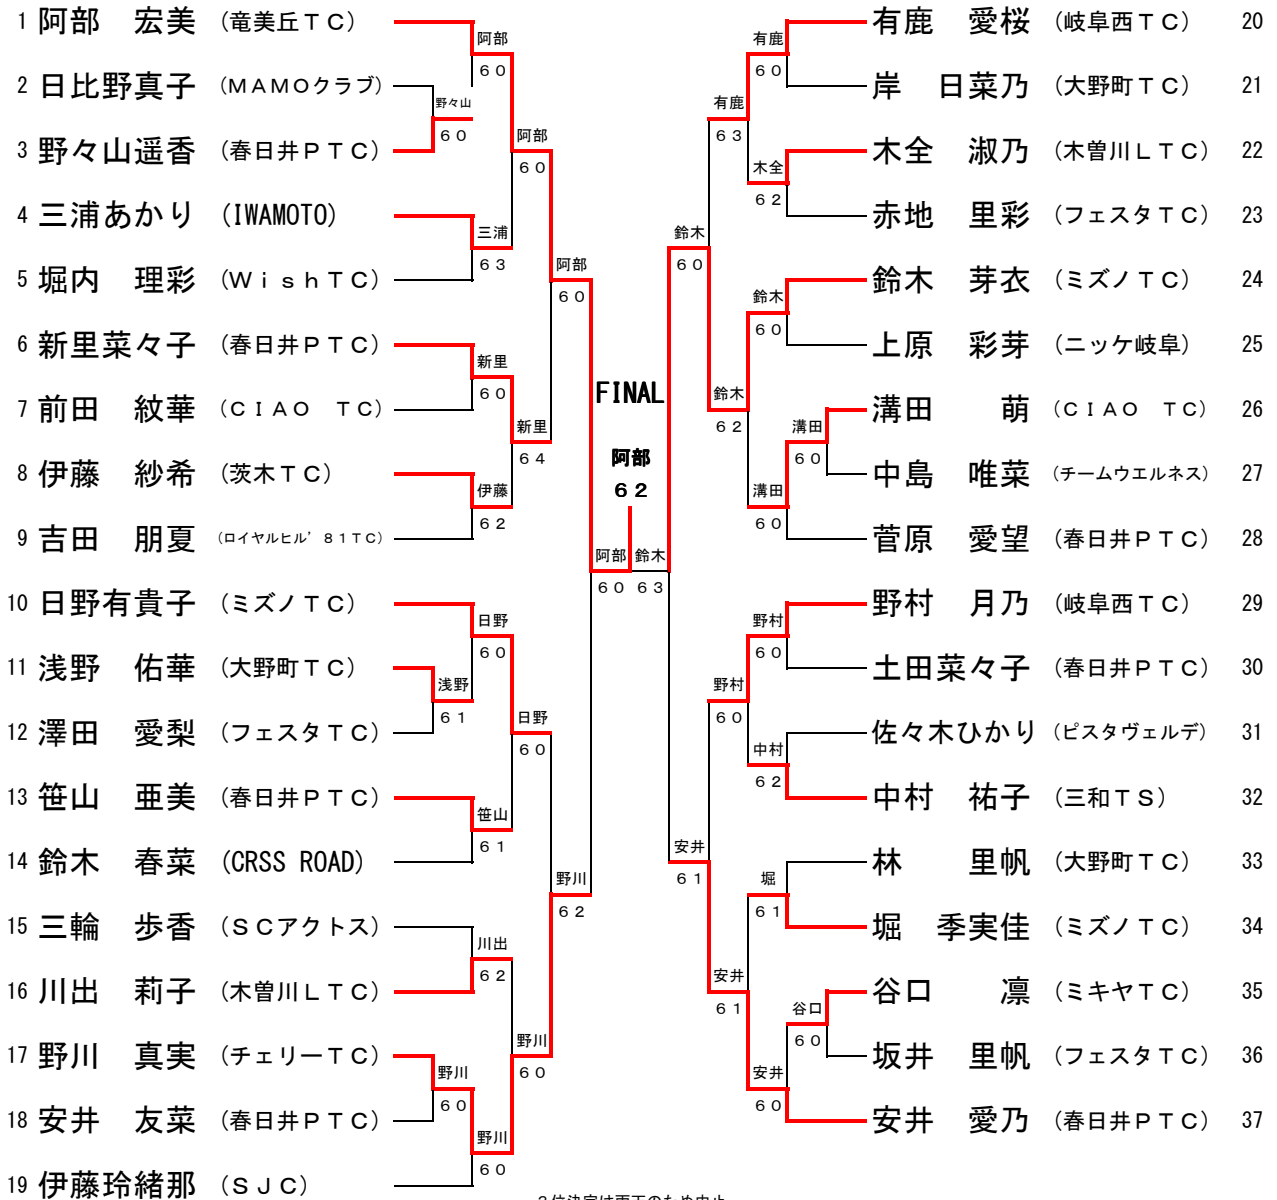 1 阿部　宏美 (竜美丘ＴＣ)
2 日比野真子 (ＭＡＭＯクラブ)
3 野々山遥香 (春日井ＰＴＣ)
4 三浦あかり (IWAMOTO)
5 堀内　理彩 (ＷｉｓｈＴＣ)
6 新里菜々子 (春日井ＰＴＣ)
7 前田　紋華 (ＣＩＡＯ　ＴＣ)
8 伊藤　紗希 (茨木ＴＣ)
9 吉田　朋夏 (ロイヤルヒル’８１ＴＣ)
10 日野有貴子 (ミズノＴＣ)
11 浅野　佑華 (大野町ＴＣ)
12 澤田　愛梨 (フェスタＴＣ)
13 笹山　亜美 (春日井ＰＴＣ)
14 鈴木　春菜 (CRSS ROAD)
15 三輪　歩香 (ＳＣアクトス)
16 川出　莉子 (木曽川ＬＴＣ)
17 野川　真実 (チェリーＴＣ)
18 安井　友菜 (春日井ＰＴＣ)
19 伊藤玲緒那 (ＳＪＣ)
野々山
６０
浅野
６１
野川
６０
阿部
６０
三浦
６３
新里
６０
伊藤
６２
日野
６０
笹山
６１
川出
６２
野川
６０
阿部
６０
新里
６４
日野
６０
野川
６０
阿部
６０
野川
６２
FINAL
阿部
６２
阿部 鈴木
６０ ６３
鈴木
６０
安井
６１
有鹿
６３
鈴木
６２
野村
６０
安井
６１
有鹿
６０
木全
６２
鈴木
６０
溝田
６０
野村
６０
中村
６２
堀
６１
安井
６０
溝田
６０
谷口
６０
有鹿　愛桜 (岐阜西ＴＣ) 20
岸　日菜乃 (大野町ＴＣ) 21
木全　淑乃 (木曽川ＬＴＣ) 22
赤地　里彩 (フェスタＴＣ) 23
鈴木　芽衣 (ミズノＴＣ) 24
上原　彩芽 (ニッケ岐阜) 25
溝田　　萌 (ＣＩＡＯ　ＴＣ) 26
中島　唯菜 (チームウエルネス) 27
菅原　愛望 (春日井ＰＴＣ) 28
野村　月乃 (岐阜西ＴＣ) 29
土田菜々子 (春日井ＰＴＣ) 30
佐々木ひかり (ピスタヴェルデ) 31
中村　祐子 (三和ＴＳ) 32
林　　里帆 (大野町ＴＣ) 33
堀　季実佳 (ミズノＴＣ) 34
谷口　　凛 (ミキヤＴＣ) 35
坂井　里帆 (フェスタＴＣ) 36
安井　愛乃 (春日井ＰＴＣ) 37